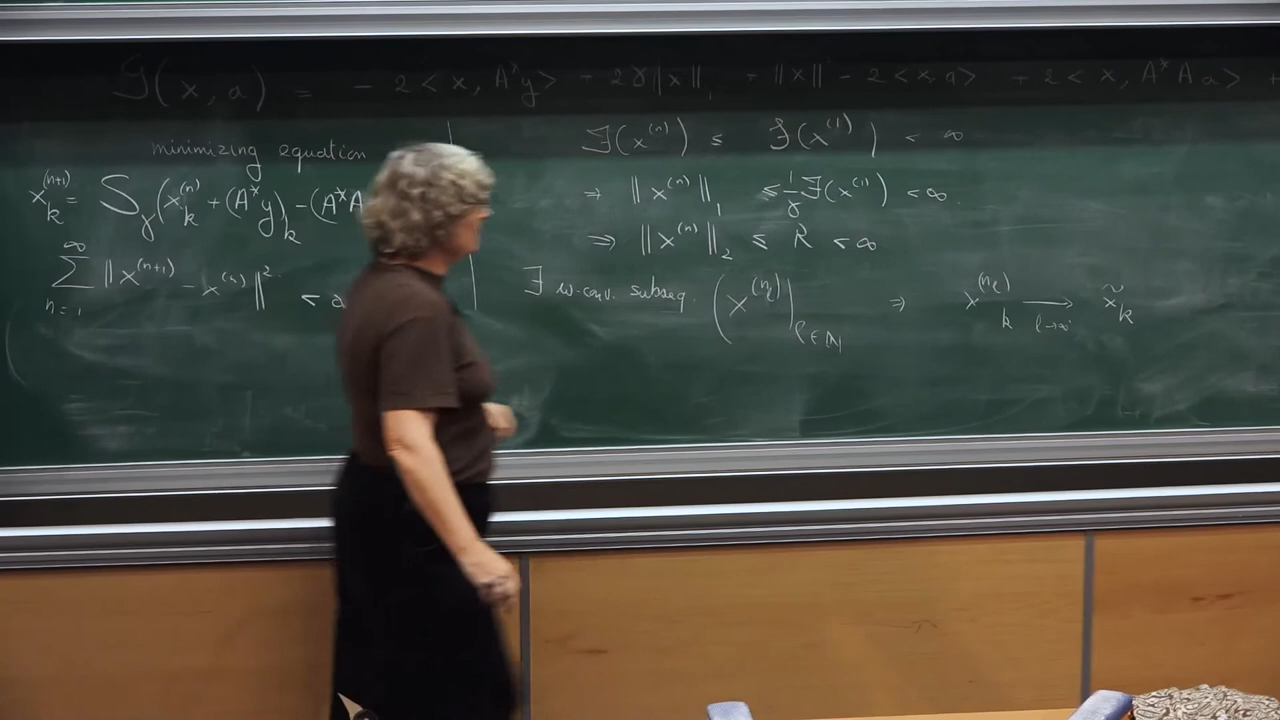 𝒢(x, a) = - 2 < x, A*y> + 2γ‖x‖₁ + ‖x‖² - 2 <x, a> + 2 < x, A*A a> +
minimizing equation
x_k^{(n+1)} = S_γ(x_k^{(n)} + (A*y)_k - (A*A
∑_{n=1}^{∞} ‖x^{(n+1)} - x^{(n)}‖² <
ℱ(x^{(n)}) ≤ ℱ(x^{(1)}) < ∞
⇒ ‖x^{(n)}‖₁ ≤ 1/γ ℱ(x^{(1)}) < ∞.
⇒ ‖x^{(n)}‖₂ ≤ R < ∞
∃ w-conv. subseq. (x^{(n_ℓ)})_{ℓ∈ℕ} ⇒ x_k^{(n_ℓ)} ⟶_{ℓ→∞} x̃_k